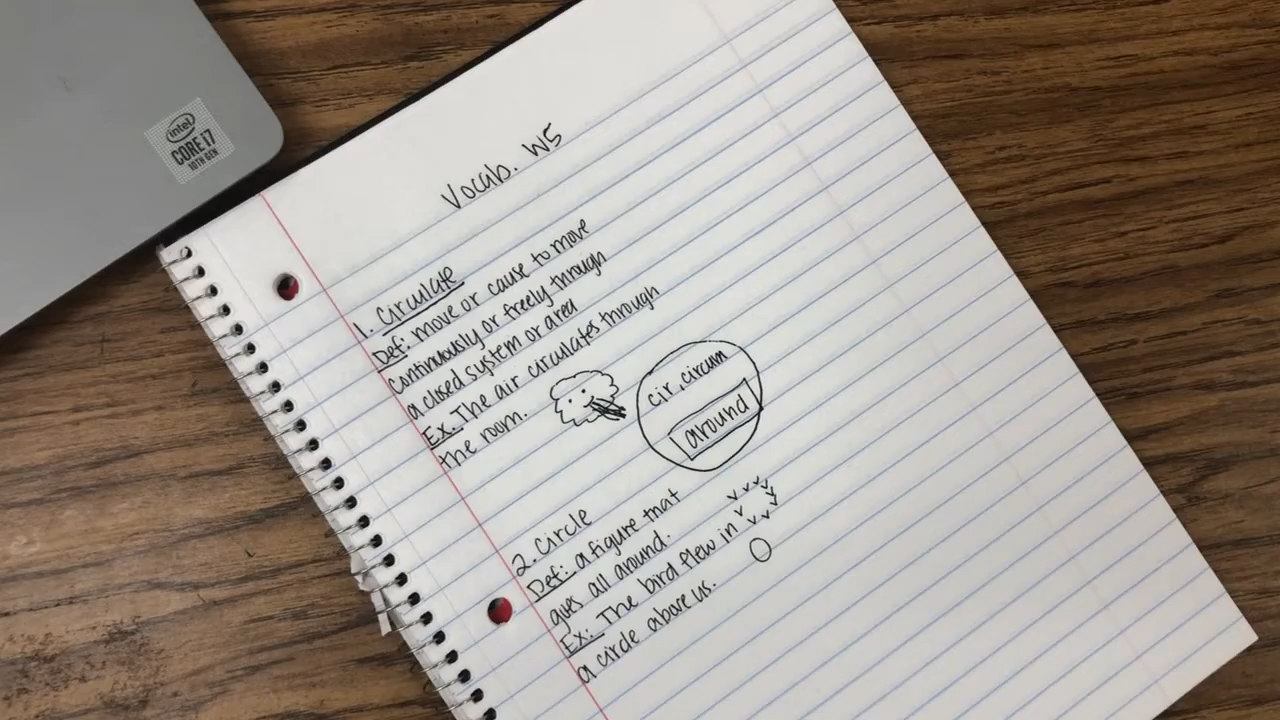 intel
CORE i7
10TH GEN
Vocab. W5
1. Circulate
Def: move or cause to move
continuously or freely through
a closed system or area
Ex. The air circulates through
the room.
cir, circum
around
2. Circle
Def: a figure that
goes all around.
Ex: The bird flew in
a circle above us.